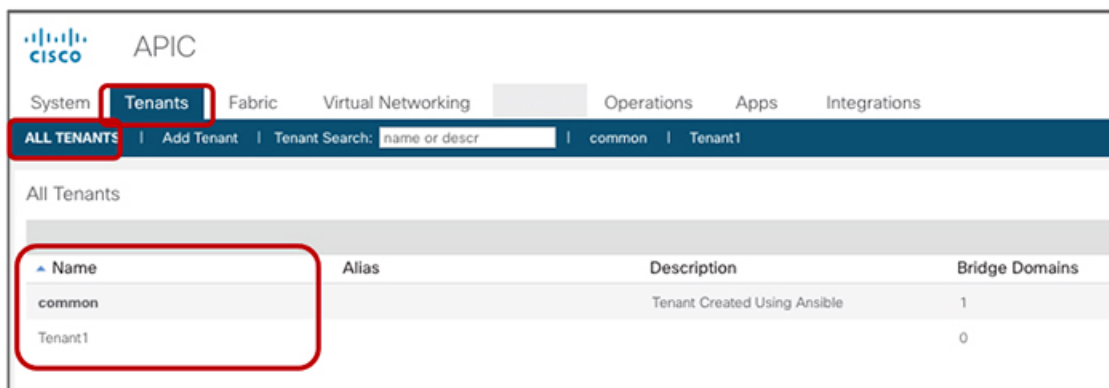 CISCO APIC
System Tenants Fabric Virtual Networking Operations Apps Integrations
ALL TENANTS | Add Tenant | Tenant Search: name or descr | common | Tenant1
All Tenants
Name Alias Description Bridge Domains
common Tenant Created Using Ansible 1
Tenant1 0